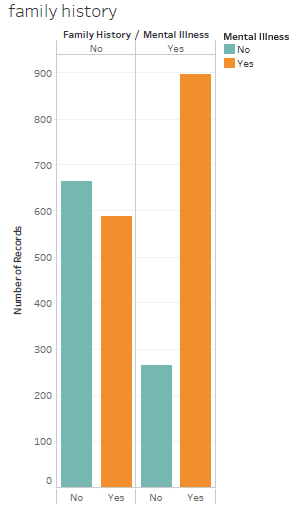 family history
Family History / Mental Illness
No Yes
Mental Illness
No
Yes
Number of Records
900
800
700
600
500
400
300
200
100
0
No Yes No Yes